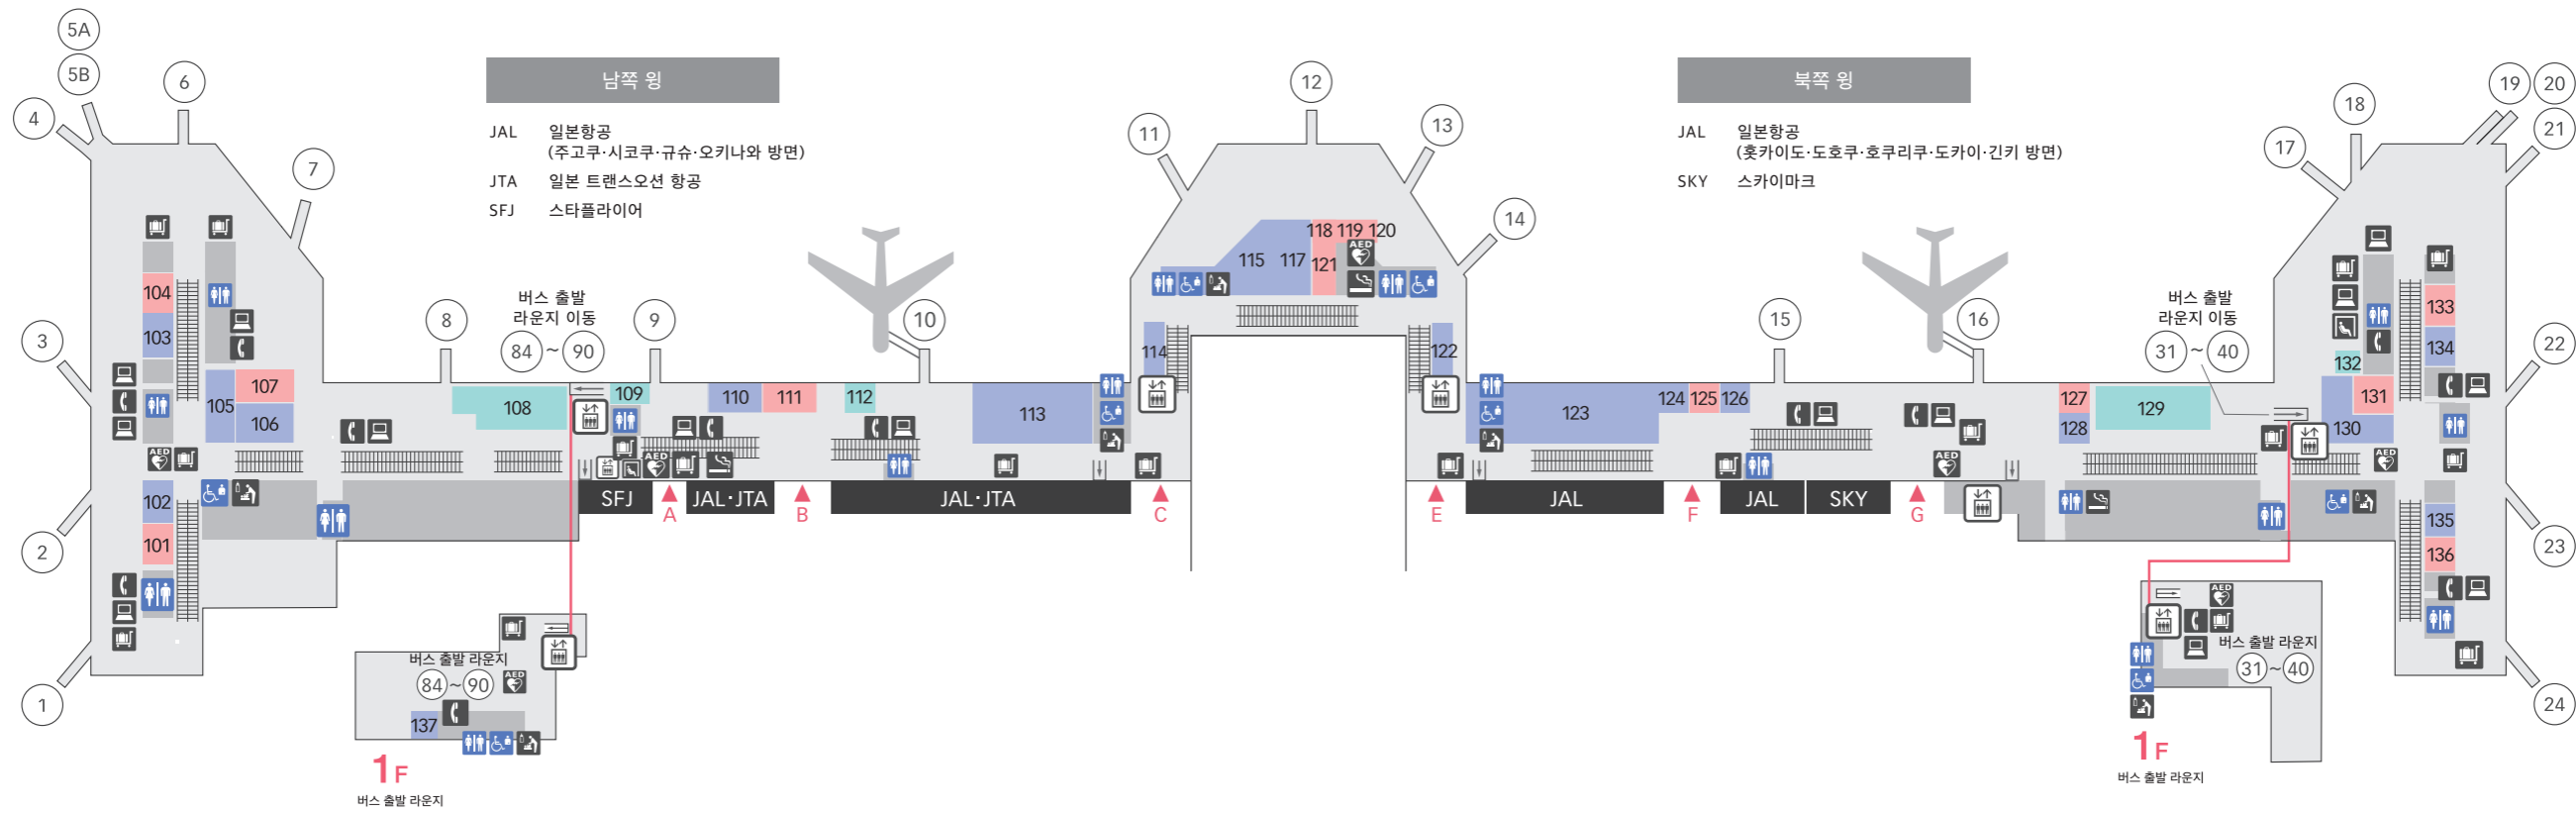 남쪽 윙
JAL 일본항공
(주고쿠·시코쿠·규슈·오키나와 방면)
JTA 일본 트랜스오션 항공
SFJ 스타플라이어
북쪽 윙
JAL 일본항공
(홋카이도·도호쿠·호쿠리쿠·도카이·긴키 방면)
SKY 스카이마크
5A
5B
4
6
7
3
2
1
8
버스 출발
라운지 이동
84 ~ 90
9
10
11
12
13
14
15
16
버스 출발
라운지 이동
31 ~ 40
17
18
19
20
21
22
23
24
104
103
107
105
106
AED
102
101
108
109
110
111
112
113
AED
114
115
117
118
119
120
121
AED
122
123
124
125
126
127
128
129
130
131
132
133
134
135
136
AED
AED
SFJ
A
JAL·JTA
B
JAL·JTA
C
E
JAL
F
JAL
SKY
G
버스 출발 라운지
84~90
AED
137
1F
버스 출발 라운지
AED
버스 출발 라운지
31~40
1F
버스 출발 라운지